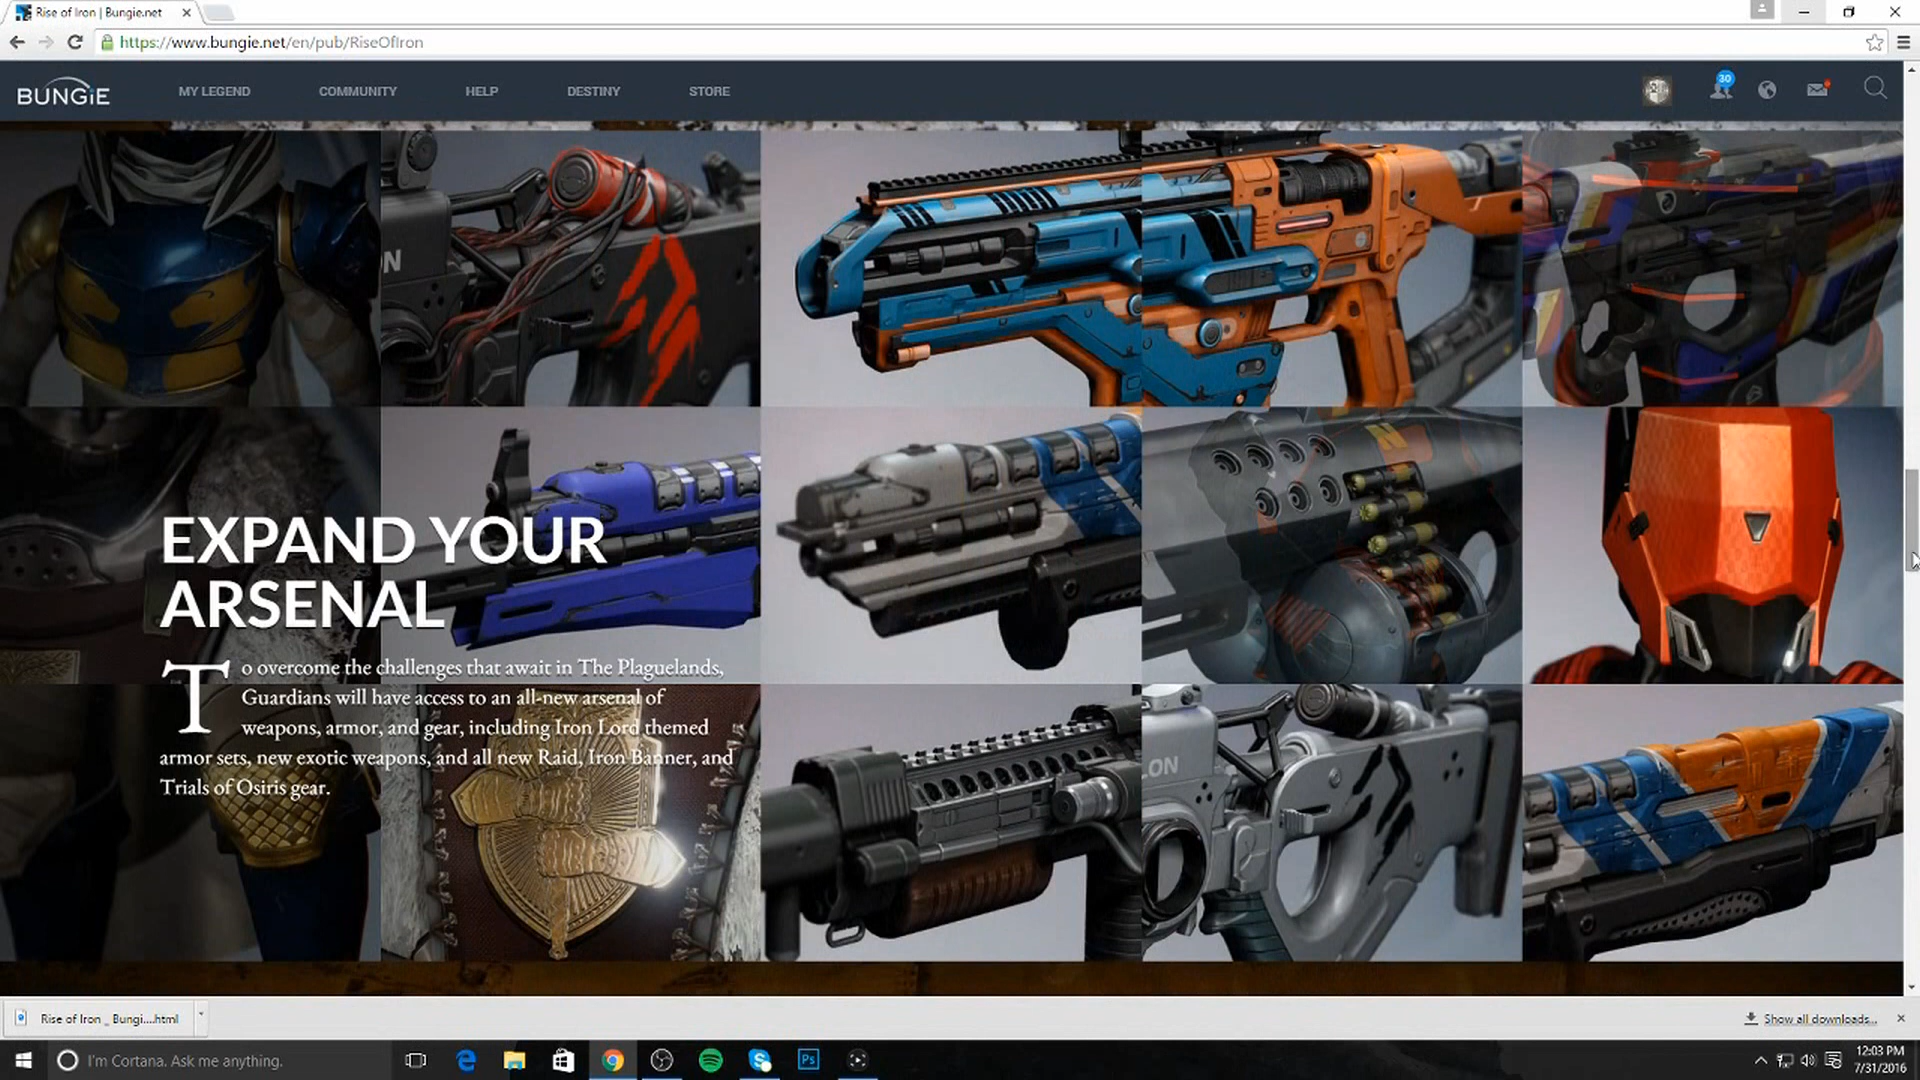 Rise of Iron | Bungie.net
https://www.bungie.net/en/pub/RiseOfIron
BUNGiE
MY LEGEND
COMMUNITY
HELP
DESTINY
STORE
30
ON
EXPAND YOUR
ARSENAL
To overcome the challenges that await in The Plaguelands,
Guardians will have access to an all-new arsenal of
weapons, armor, and gear, including Iron Lord themed
armor sets, new exotic weapons, and all new Raid, Iron Banner, and
Trials of Osiris gear.
LON
Rise of Iron _ Bungi....html
Show all downloads...
I'm Cortana. Ask me anything.
Ps
12:03 PM
7/31/2016